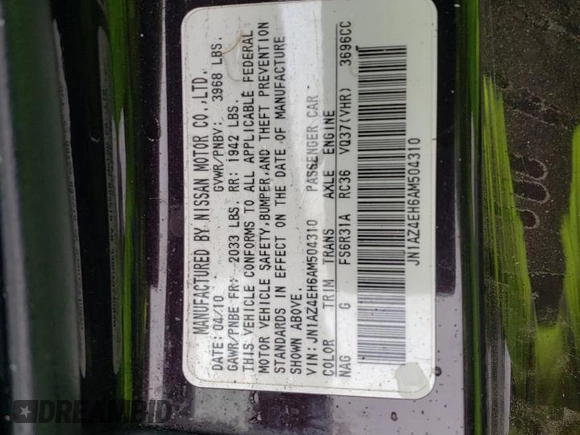 MANUFACTURED BY NISSAN MOTOR CO.,LTD.
DATE: 04/10 GVWR/PNBV: 3968 LBS.
GAWR/PNBE FR: 2033 LBS. RR: 1942 LBS.
THIS VEHICLE CONFORMS TO ALL APPLICABLE FEDERAL
MOTOR VEHICLE SAFETY,BUMPER,AND THEFT PREVENTION
STANDARDS IN EFFECT ON THE DATE OF MANUFACTURE
SHOWN ABOVE.
VIN:JN1AZ4EH6AM504310 PASSENGER CAR
COLOR TRIM TRANS AXLE ENGINE
NAG G FS6R31A RC36 VQ37(VHR) 3696CC
JN1AZ4EH6AM504310
DREAMBID